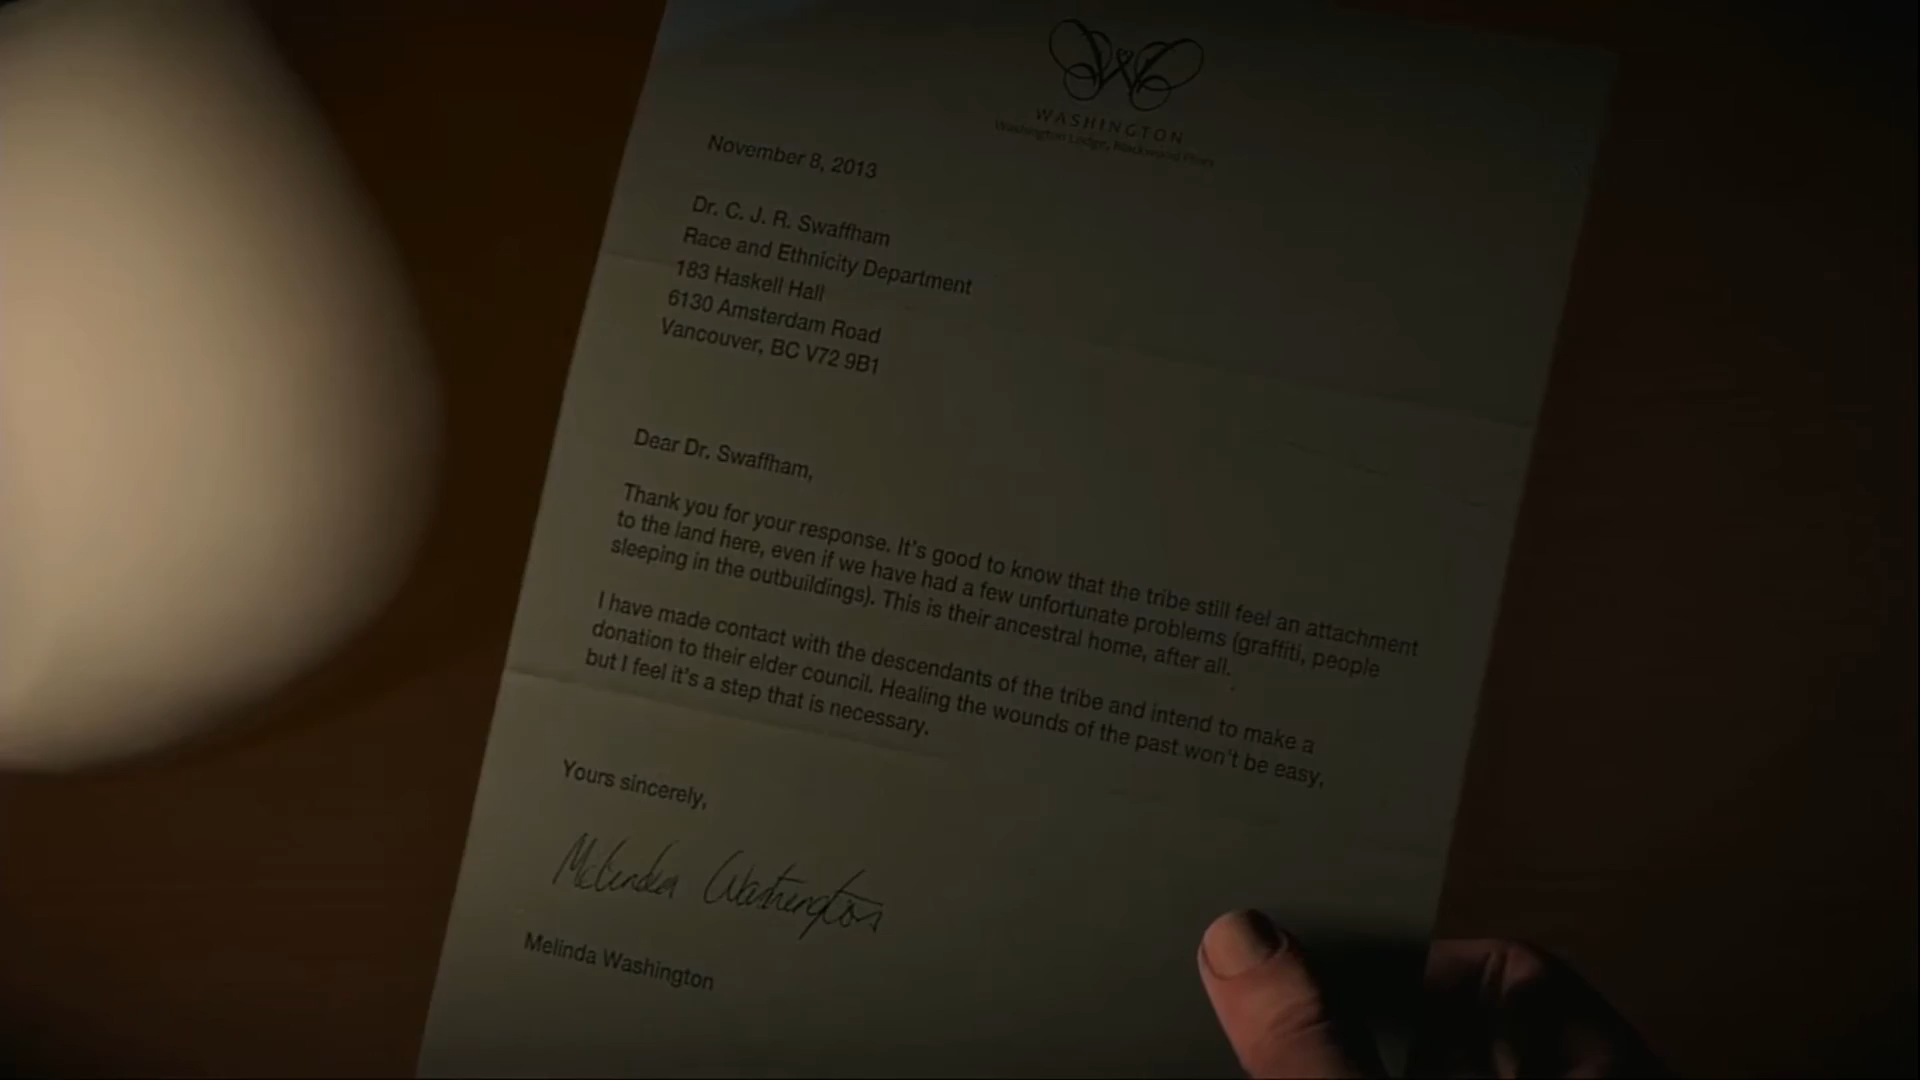 W
WASHINGTON
Washington Lodge, Blackwood Pines
November 8, 2013
Dr. C. J. R. Swaffham
Race and Ethnicity Department
183 Haskell Hall
6130 Amsterdam Road
Vancouver, BC V72 9B1
Dear Dr. Swaffham,
Thank you for your response. It's good to know that the tribe still feel an attachment
to the land here, even if we have had a few unfortunate problems (graffiti, people
sleeping in the outbuildings). This is their ancestral home, after all.
I have made contact with the descendants of the tribe and intend to make a
donation to their elder council. Healing the wounds of the past won't be easy,
but I feel it's a step that is necessary.
Yours sincerely,
Melinda Washington
Melinda Washington